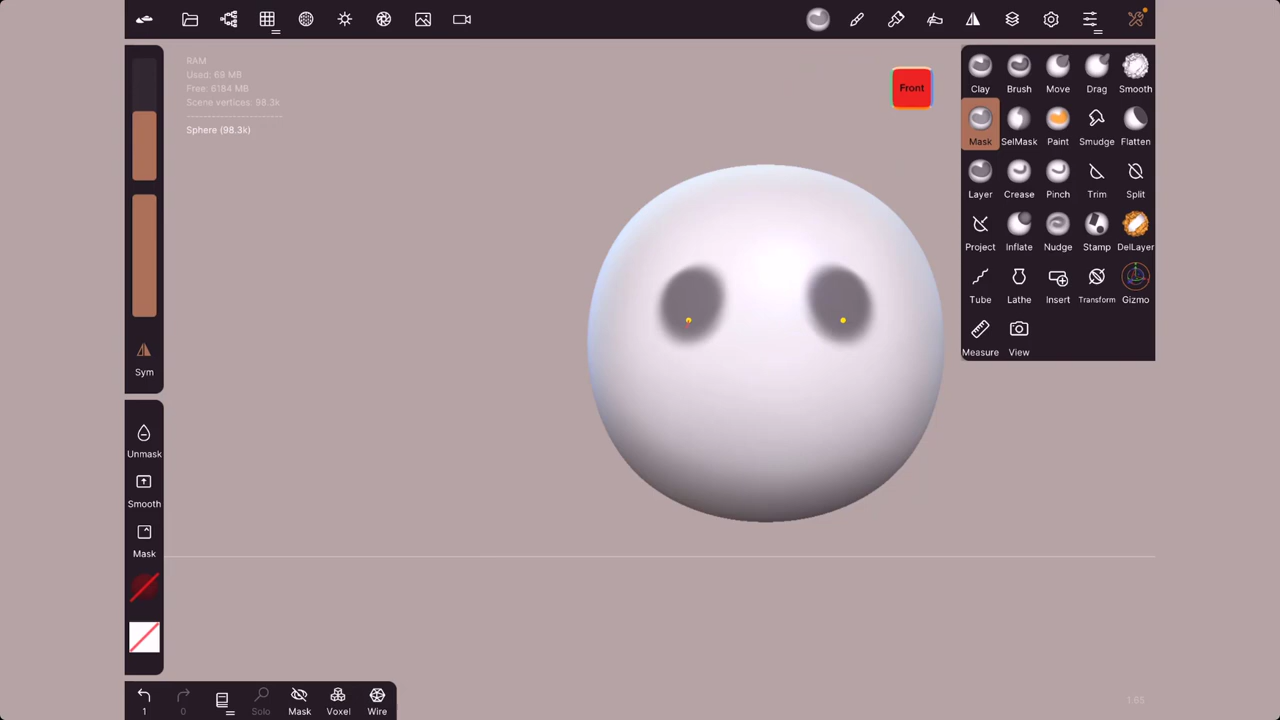 RAM
Used: 69 MB
Free: 6184 MB
Scene vertices: 98.3k
Sphere (98.3k)
Front
Clay Brush Move Drag Smooth
Mask SelMask Paint Smudge Flatten
Layer Crease Pinch Trim Split
Project Inflate Nudge Stamp DelLayer
Tube Lathe Insert Transform Gizmo
Measure View
Sym
Unmask
Smooth
Mask
1 0 Solo Mask Voxel Wire
1.65